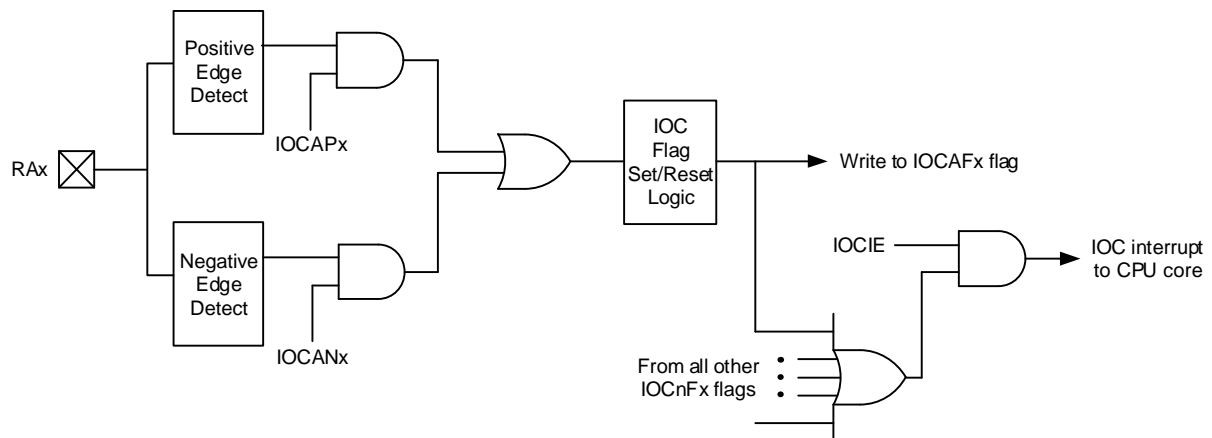 Positive
Edge
Detect
IOCAPx
RAx
Negative
Edge
Detect
IOCANx
IOC
Flag
Set/Reset
Logic
Write to IOCAFx flag
IOCIE
IOC interrupt
to CPU core
From all other
IOCnFx flags